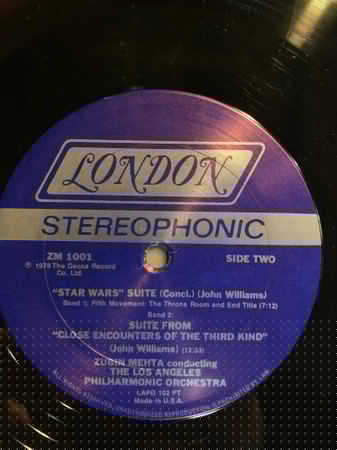 LONDON
STEREOPHONIC
ZM 1001
SIDE TWO
℗ 1978 The Decca Record
Co. Ltd.
"STAR WARS" SUITE (Concl.) (John Williams)
Band 1: Fifth Movement: The Throne Room and End Title (7:12)
Band 2:
SUITE FROM
"CLOSE ENCOUNTERS OF THE THIRD KIND"
(John Williams)
ZUBIN MEHTA conducting
THE LOS ANGELES
PHILHARMONIC ORCHESTRA
Made in U.S.A.